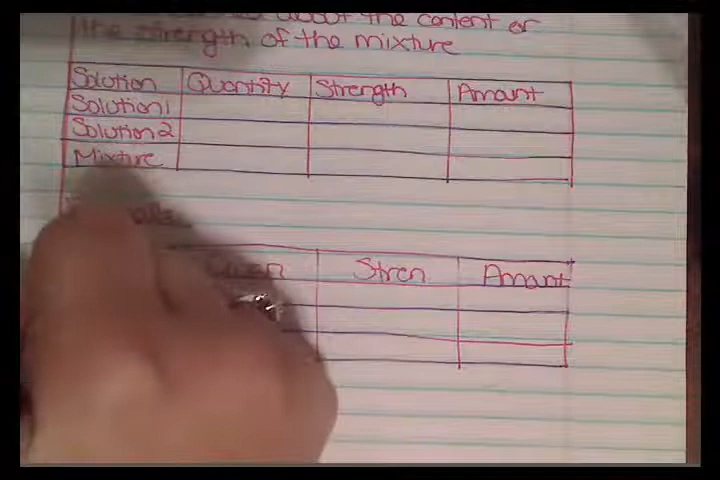 about the content or
the strength of the mixture
Solution Quantity Strength Amount
Solution 1
Solution 2
Mixture
Stren Amount